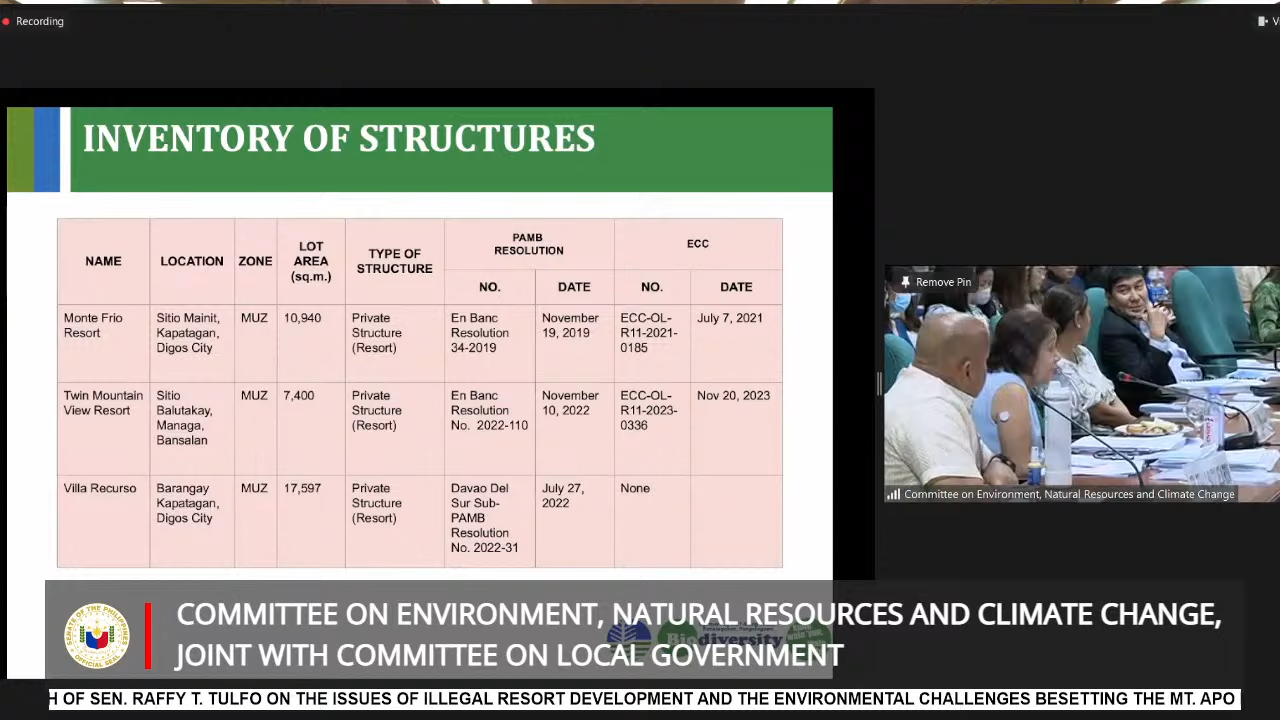 Recording
V
INVENTORY OF STRUCTURES
NAME
LOCATION
ZONE
LOT
AREA
(sq.m.)
TYPE OF
STRUCTURE
PAMB
RESOLUTION
ECC
NO.
DATE
NO.
DATE
Monte Frio
Resort
Sitio Mainit,
Kapatagan,
Digos City
MUZ
10,940
Private
Structure
(Resort)
En Banc
Resolution
34-2019
November
19, 2019
ECC-OL-
R11-2021-
0185
July 7, 2021
Twin Mountain
View Resort
Sitio
Balutakay,
Managa,
Bansalan
MUZ
7,400
Private
Structure
(Resort)
En Banc
Resolution
No. 2022-110
November
10, 2022
ECC-OL-
R11-2023-
0336
Nov 20, 2023
Villa Recurso
Barangay
Kapatagan,
Digos City
MUZ
17,597
Private
Structure
(Resort)
Davao Del
Sur Sub-
PAMB
Resolution
No. 2022-31
July 27,
2022
None
Remove Pin
Committee on Environment, Natural Resources and Climate Change
Biodiversity
SENATE OF THE PHILIPPINES
OFFICIAL SEAL
COMMITTEE ON ENVIRONMENT, NATURAL RESOURCES AND CLIMATE CHANGE,
JOINT WITH COMMITTEE ON LOCAL GOVERNMENT
H OF SEN. RAFFY T. TULFO ON THE ISSUES OF ILLEGAL RESORT DEVELOPMENT AND THE ENVIRONMENTAL CHALLENGES BESETTING THE MT. APO